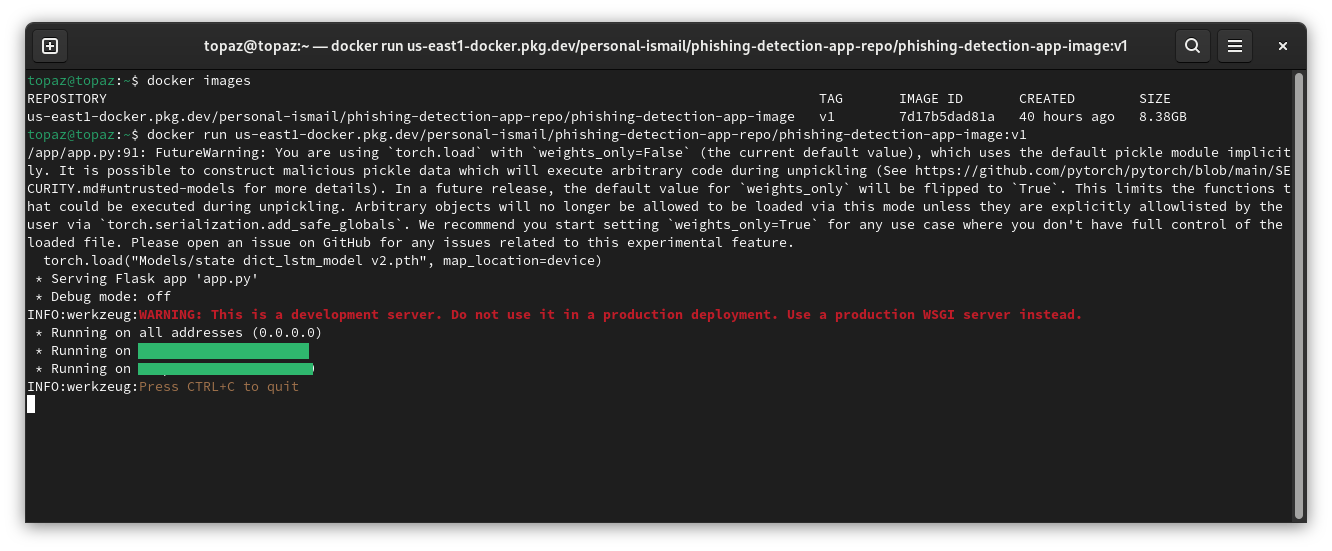 topaz@topaz:~ — docker run us-east1-docker.pkg.dev/personal-ismail/phishing-detection-app-repo/phishing-detection-app-image:v1
topaz@topaz:~$ docker images
REPOSITORY TAG IMAGE ID CREATED SIZE
us-east1-docker.pkg.dev/personal-ismail/phishing-detection-app-repo/phishing-detection-app-image v1 7d17b5dad81a 40 hours ago 8.38GB
topaz@topaz:~$ docker run us-east1-docker.pkg.dev/personal-ismail/phishing-detection-app-repo/phishing-detection-app-image:v1
/app/app.py:91: FutureWarning: You are using `torch.load` with `weights_only=False` (the current default value), which uses the default pickle module implicit
ly. It is possible to construct malicious pickle data which will execute arbitrary code during unpickling (See https://github.com/pytorch/pytorch/blob/main/SE
CURITY.md#untrusted-models for more details). In a future release, the default value for `weights_only` will be flipped to `True`. This limits the functions t
hat could be executed during unpickling. Arbitrary objects will no longer be allowed to be loaded via this mode unless they are explicitly allowlisted by the
user via `torch.serialization.add_safe_globals`. We recommend you start setting `weights_only=True` for any use case where you don't have full control of the
loaded file. Please open an issue on GitHub for any issues related to this experimental feature.
  torch.load("Models/state dict_lstm_model v2.pth", map_location=device)
 * Serving Flask app 'app.py'
 * Debug mode: off
INFO:werkzeug:WARNING: This is a development server. Do not use it in a production deployment. Use a production WSGI server instead.
 * Running on all addresses (0.0.0.0)
 * Running on
 * Running on
INFO:werkzeug:Press CTRL+C to quit